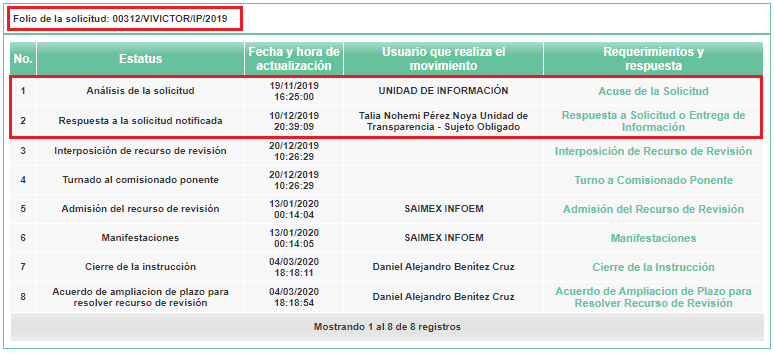 Folio de la solicitud: 00312/VIVICTOR/IP/2019
No. Estatus Fecha y hora de actualización Usuario que realiza el movimiento Requerimientos y respuesta
1 Análisis de la solicitud 19/11/2019 16:25:00 UNIDAD DE INFORMACIÓN Acuse de la Solicitud
2 Respuesta a la solicitud notificada 10/12/2019 20:39:09 Talia Nohemi Pérez Noya Unidad de Transparencia - Sujeto Obligado Respuesta a Solicitud o Entrega de Información
3 Interposición de recurso de revisión 20/12/2019 10:26:29 Interposición de Recurso de Revisión
4 Turnado al comisionado ponente 20/12/2019 10:26:29 Turno a Comisionado Ponente
5 Admisión del recurso de revisión 13/01/2020 00:14:04 SAIMEX INFOEM Admisión del Recurso de Revisión
6 Manifestaciones 13/01/2020 00:14:05 SAIMEX INFOEM Manifestaciones
7 Cierre de la instrucción 04/03/2020 18:18:11 Daniel Alejandro Benítez Cruz Cierre de la Instrucción
8 Acuerdo de ampliacion de plazo para resolver recurso de revisión 04/03/2020 18:18:54 Daniel Alejandro Benítez Cruz Acuerdo de Ampliacion de Plazo para Resolver Recurso de Revisión
Mostrando 1 al 8 de 8 registros